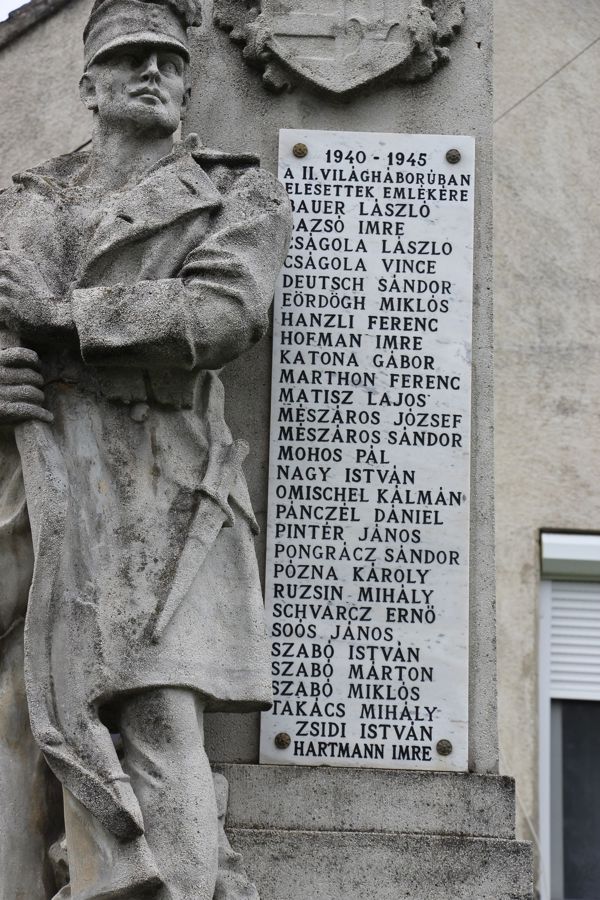 1940 - 1945
A II. VILÁGHÁBORÚBAN
ELESETTEK EMLÉKÉRE
BAUER LÁSZLÓ
BAZSÓ IMRE
CSÁGOLA LÁSZLÓ
CSÁGOLA VINCE
DEUTSCH SÁNDOR
EÖRDÖGH MIKLÓS
HANZLI FERENC
HOFMAN IMRE
KATONA GÁBOR
MARTHON FERENC
MATISZ LAJOS
MÉSZÁROS JÓZSEF
MÉSZÁROS SÁNDOR
MOHOS PÁL
NAGY ISTVÁN
OMISCHEL KÁLMÁN
PÁNCZÉL DÁNIEL
PINTÉR JÁNOS
PONGRÁCZ SÁNDOR
PÓZNA KÁROLY
RUZSIN MIHÁLY
SCHVÁRCZ ERNŐ
SOÓS JÁNOS
SZABÓ ISTVÁN
SZABÓ MÁRTON
SZABÓ MIKLÓS
TAKÁCS MIHÁLY
ZSIDI ISTVÁN
HARTMANN IMRE